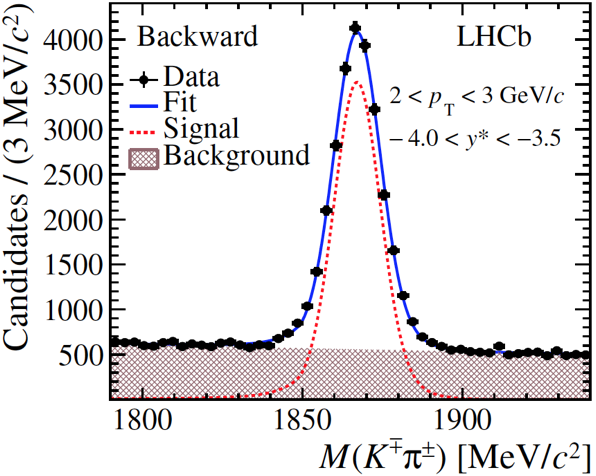 Candidates / (3 MeV/c²)
4000
3500
3000
2500
2000
1500
1000
500
Backward
LHCb
Data
Fit
Signal
Background
2 < p_T < 3 GeV/c
−4.0 < y* < −3.5
1800
1850
1900
M(K∓π±) [MeV/c²]